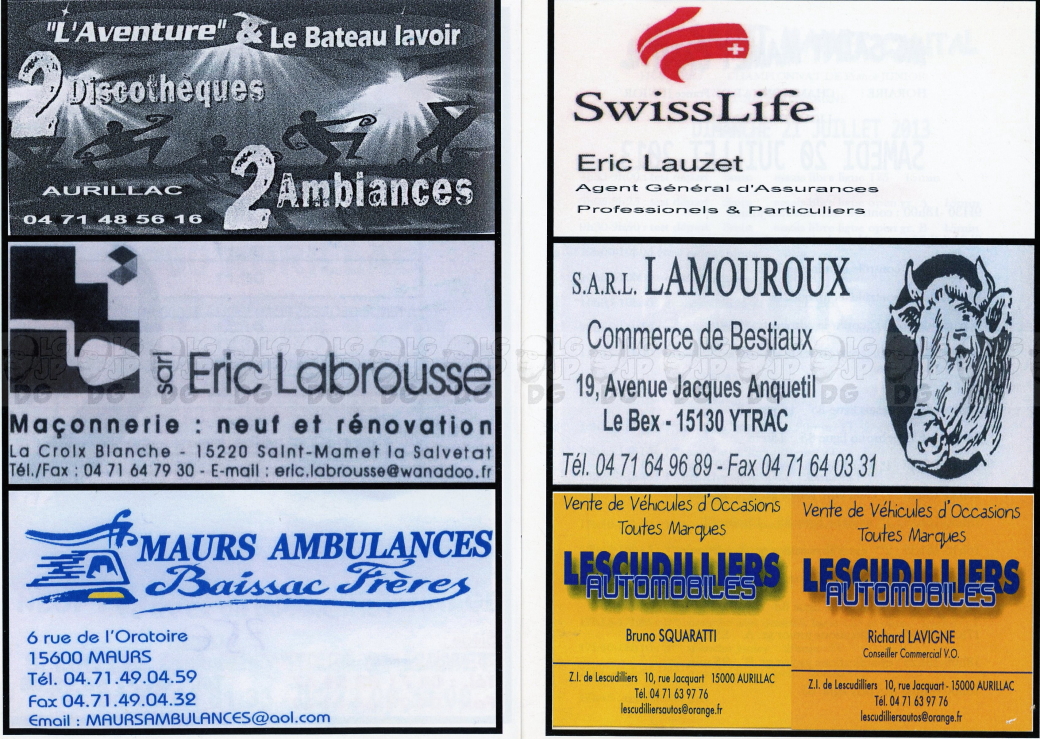 "L'Aventure" & Le Bateau lavoir
2 Discothèques
2 Ambiances
AURILLAC
04 71 48 56 16
sarl Eric Labrousse
Maçonnerie : neuf et rénovation
La Croix Blanche - 15220 Saint-Mamet la Salvetat
Tél./Fax : 04 71 64 79 30 - E-mail : eric.labrousse@wanadoo.fr
MAURS AMBULANCES
Baissac Frères
6 rue de l'Oratoire
15600 MAURS
Tél. 04.71.49.04.59
Fax 04.71.49.04.32
Email : MAURSAMBULANCES@aol.com
SwissLife
Eric Lauzet
Agent Général d'Assurances
Professionels & Particuliers
S.A.R.L. LAMOUROUX
Commerce de Bestiaux
19, Avenue Jacques Anquetil
Le Bex - 15130 YTRAC
Tél. 04 71 64 96 89 - Fax 04 71 64 03 31
Vente de Véhicules d'Occasions
Toutes Marques
LESCUDILLIERS
AUTOMOBILES
Bruno SQUARATTI
Z.I. de Lescudilliers 10, rue Jacquart 15000 AURILLAC
Tél. 04 71 63 97 76
lescudilliersautos@orange.fr
Vente de Véhicules d'Occasions
Toutes Marques
LESCUDILLIERS
AUTOMOBILES
Richard LAVIGNE
Conseiller Commercial V.O.
Z.I. de Lescudilliers 10, rue Jacquart - 15000 AURILLAC
Tél. 04 71 63 97 76
lescudilliersautos@orange.fr